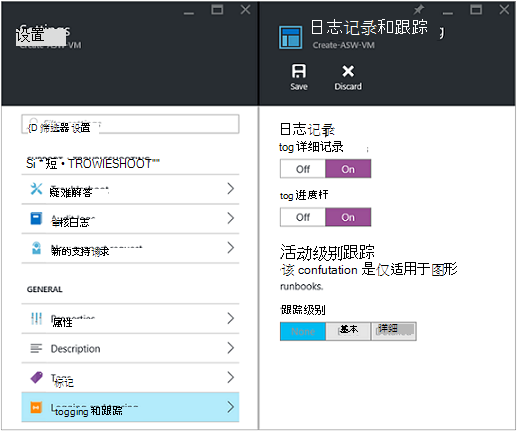 设置
Create-ASW-VM
日志记录和跟踪
Create-ASW-VM
Save
Discard
筛选器 设置
Si“短·TROWIESHOOT"
疑难解答
审核日志
新的支持请求
GENERAL
属性
Description
标记
togging 和跟踪
日志记录
tog 详细记录
Off On
tog 进度杆
Off On
活动级别跟踪
该 confutation 是仅适用于图形
runbooks.
跟踪级别
None 基本 详细